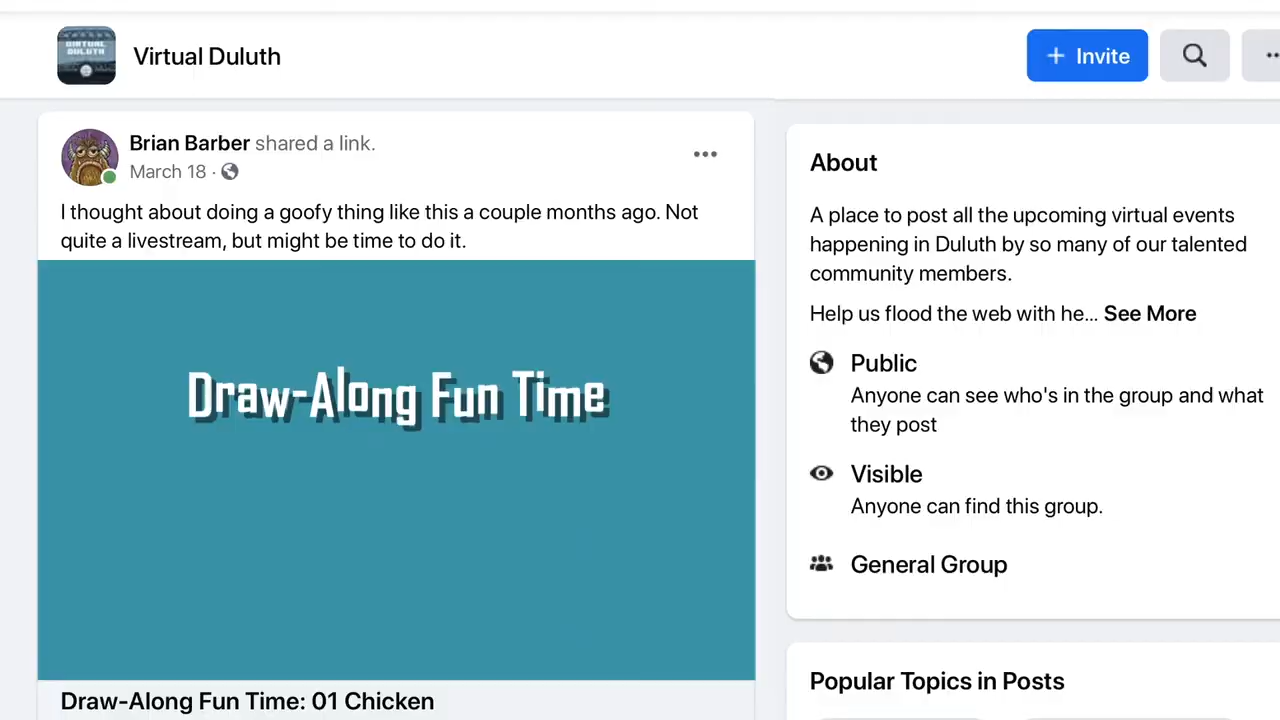 VIRTUAL
DULUTH
Virtual Duluth
+ Invite
Brian Barber shared a link.
March 18 ·
I thought about doing a goofy thing like this a couple months ago. Not
quite a livestream, but might be time to do it.
Draw-Along Fun Time
Draw-Along Fun Time: 01 Chicken
About
A place to post all the upcoming virtual events
happening in Duluth by so many of our talented
community members.
Help us flood the web with he... See More
Public
Anyone can see who's in the group and what
they post
Visible
Anyone can find this group.
General Group
Popular Topics in Posts